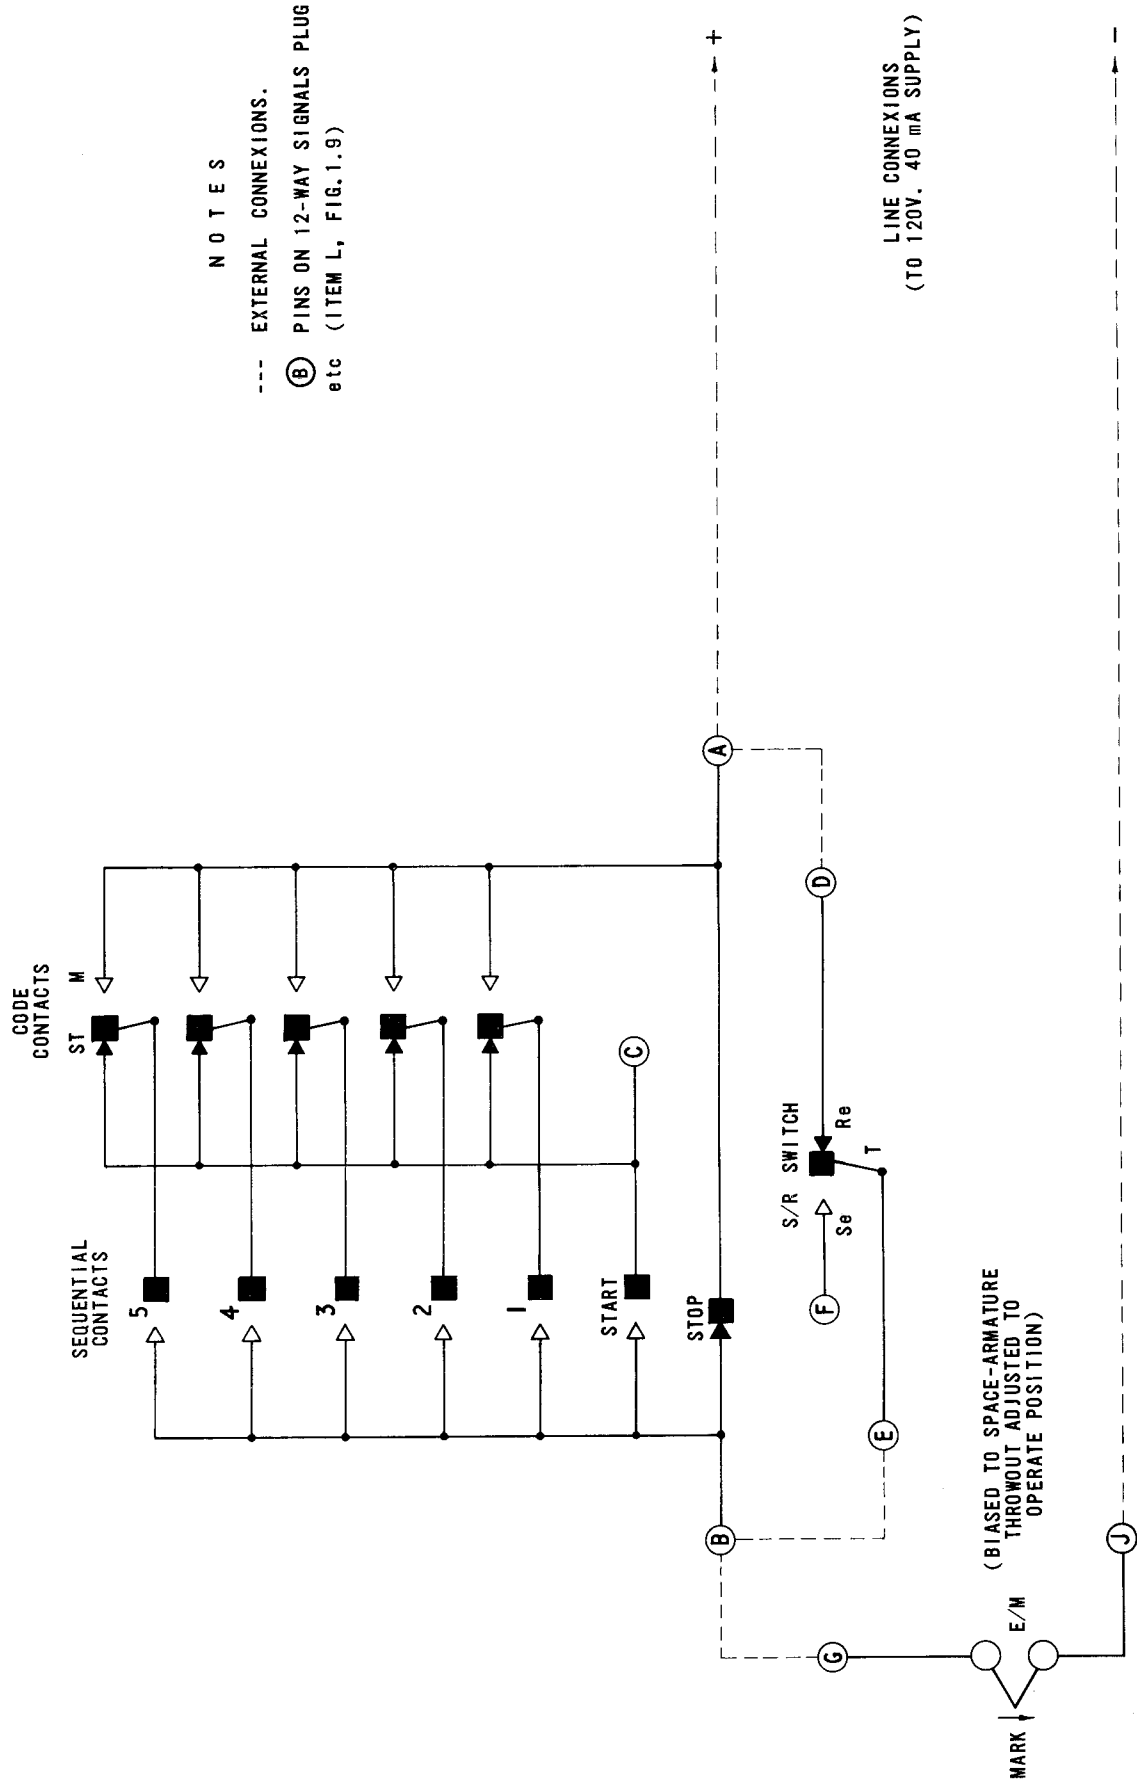 N O T E S
--- EXTERNAL CONNEXIONS.
B PINS ON 12-WAY SIGNALS PLUG
etc (ITEM L, FIG.1.9)
CODE
CONTACTS
ST M
SEQUENTIAL
CONTACTS
5
4
3
2
1
START
STOP
C
A
+
B
D
S/R SWITCH
Re
Se
T
F
E
G
LINE CONNEXIONS
(TO 120V. 40 mA SUPPLY)
(BIASED TO SPACE-ARMATURE
THROWOUT ADJUSTED TO
OPERATE POSITION)
E/M
MARK
J
-